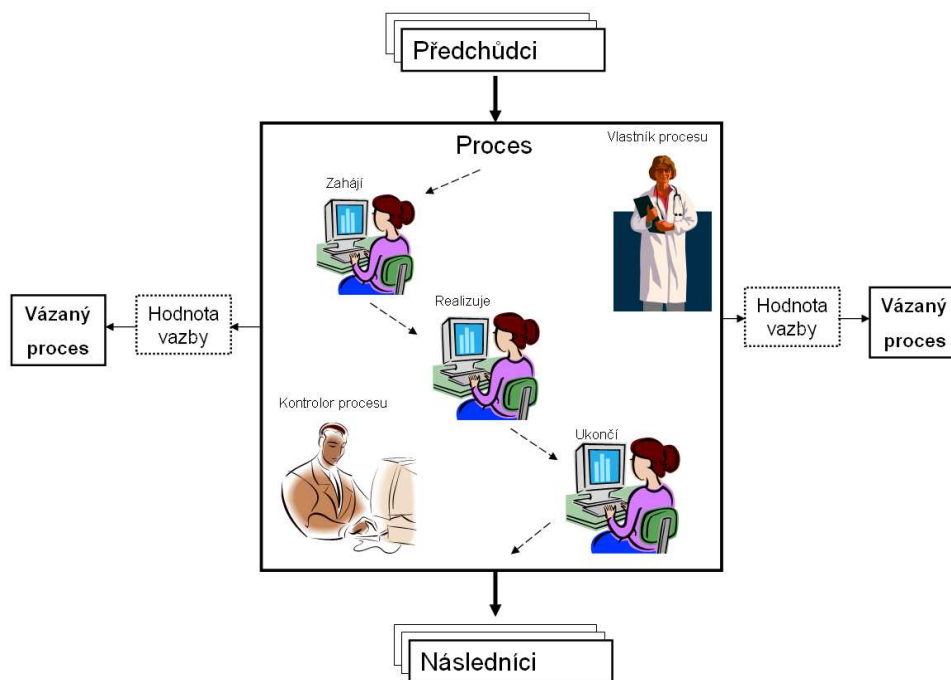 Předchůdci
Proces
Vlastník procesu
Zahájí
Realizuje
Vázaný
proces
Hodnota
vazby
Hodnota
vazby
Vázaný
proces
Kontrolor procesu
Ukončí
Následníci